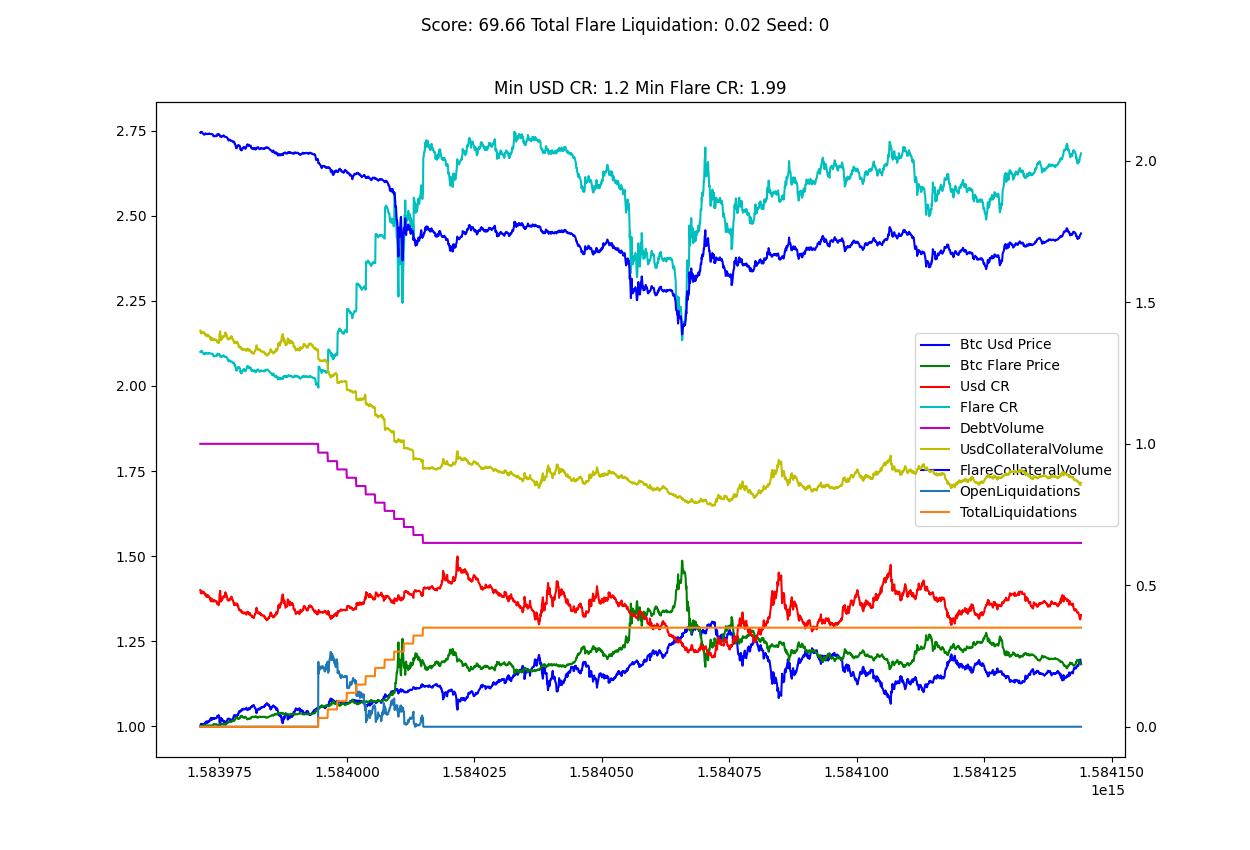 Score: 69.66 Total Flare Liquidation: 0.02 Seed: 0
Min USD CR: 1.2 Min Flare CR: 1.99
2.75
2.50
2.25
2.00
1.75
1.50
1.25
1.00
2.0
1.5
1.0
0.5
0.0
Btc Usd Price
Btc Flare Price
Usd CR
Flare CR
DebtVolume
UsdCollateralVolume
FlareCollateralVolume
OpenLiquidations
TotalLiquidations
1.583975 1.584000 1.584025 1.584050 1.584075 1.584100 1.584125 1.584150
1e15